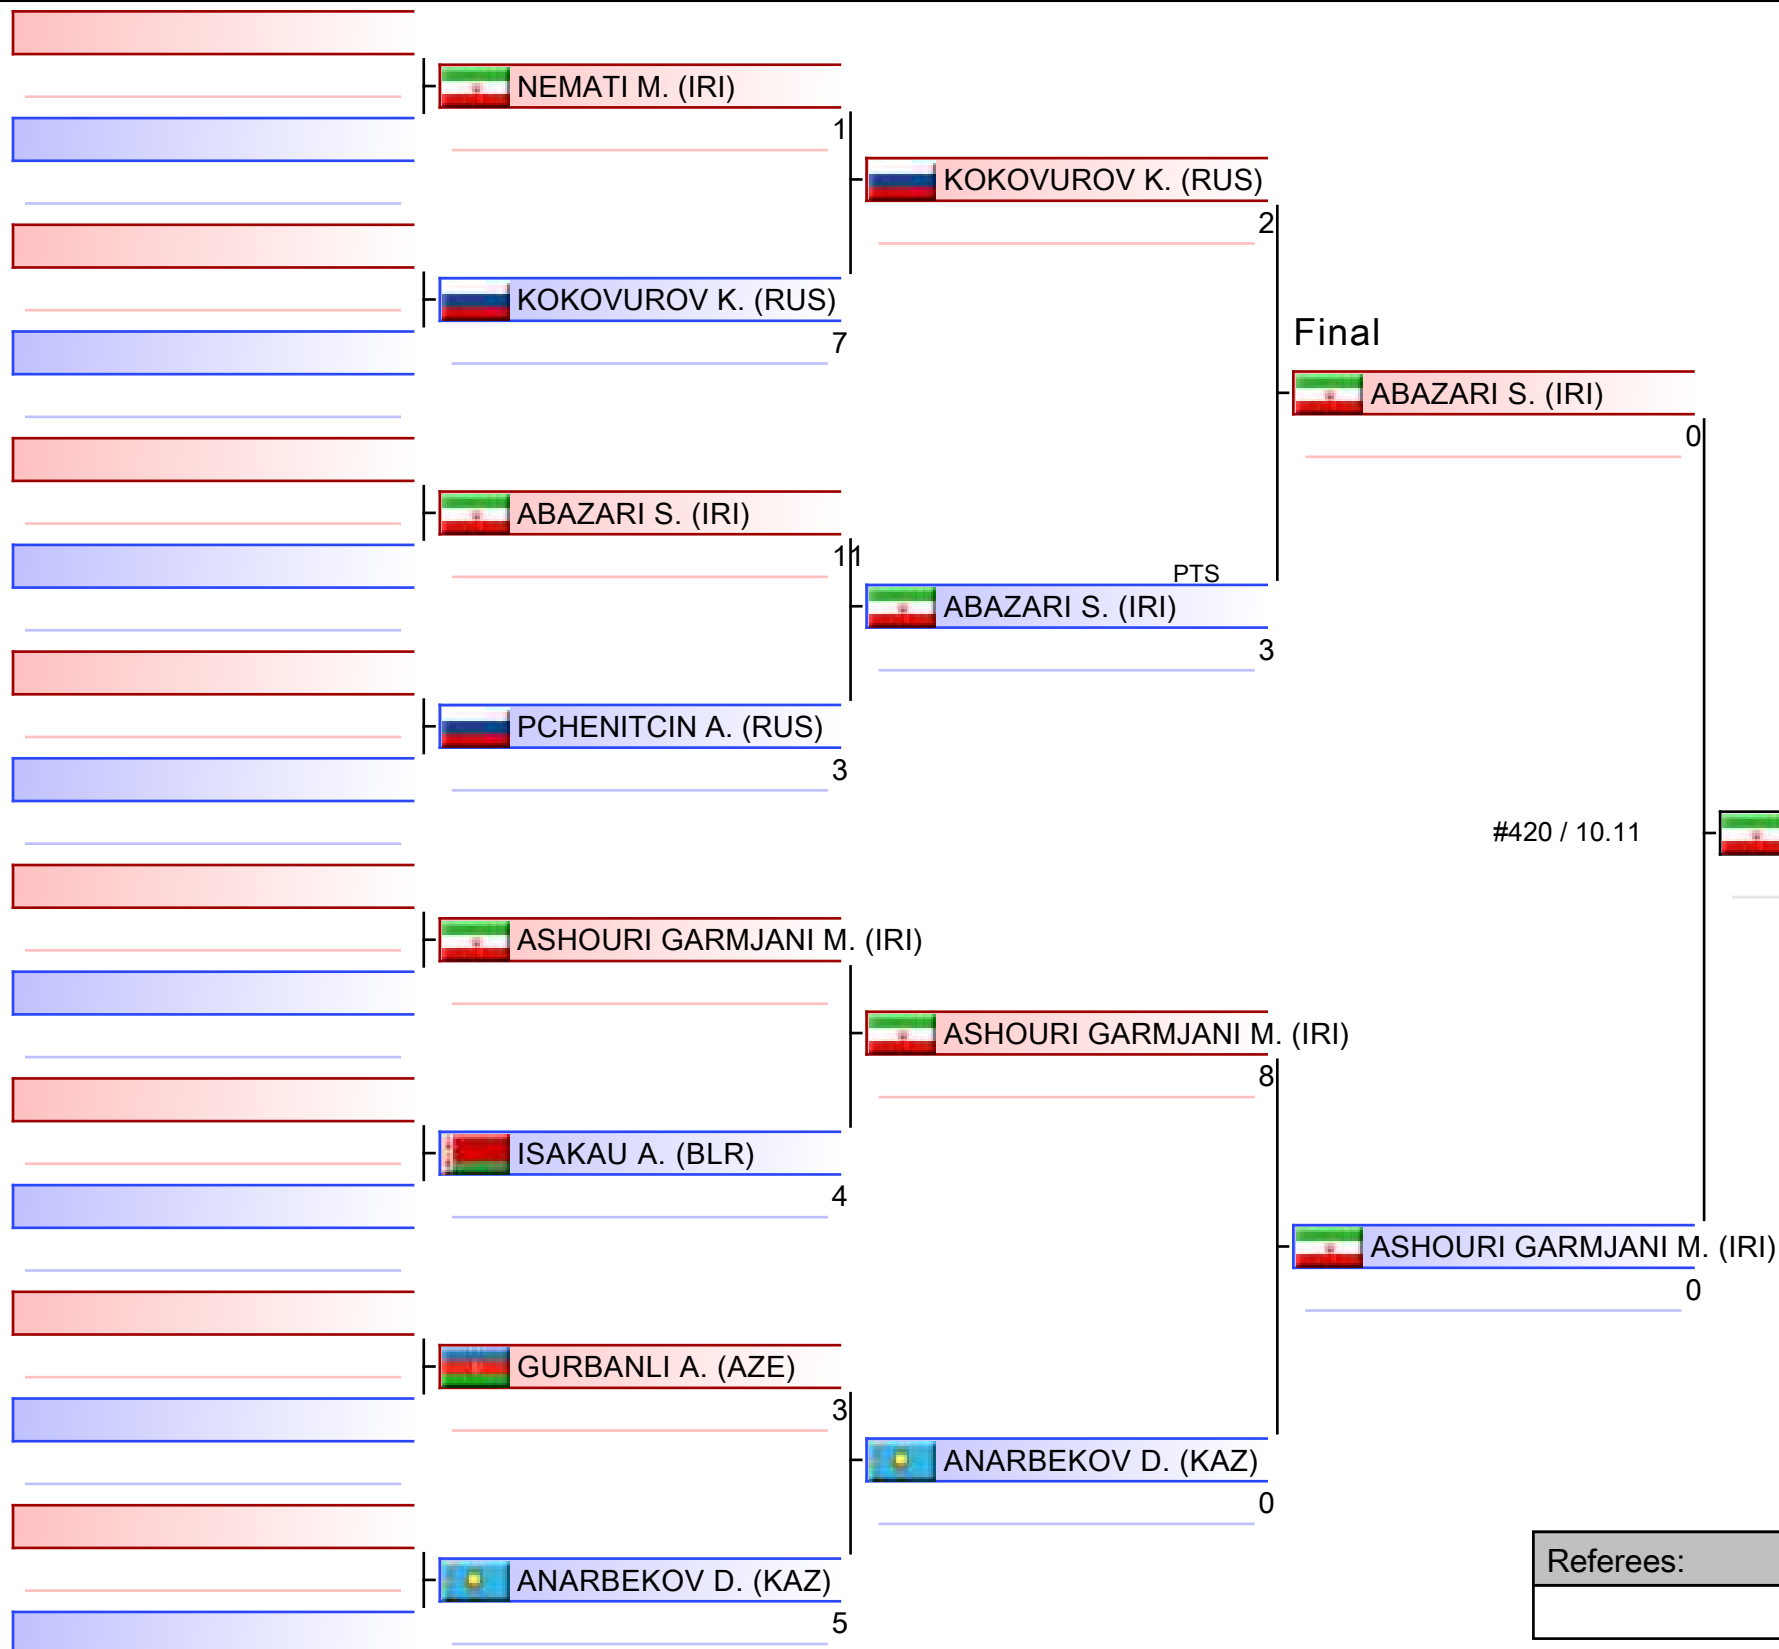 NEMATI M. (IRI)
1
KOKOVUROV K. (RUS)
7
ABAZARI S. (IRI)
11
PCHENITCIN A. (RUS)
3
ASHOURI GARMJANI M. (IRI)
ISAKAU A. (BLR)
4
GURBANLI A. (AZE)
3
ANARBEKOV D. (KAZ)
5
KOKOVUROV K. (RUS)
2
PTS
ABAZARI S. (IRI)
3
ASHOURI GARMJANI M. (IRI)
8
ANARBEKOV D. (KAZ)
0
Final
ABAZARI S. (IRI)
0
#420 / 10.11
ASHOURI GARMJANI M. (IRI)
0
Referees: